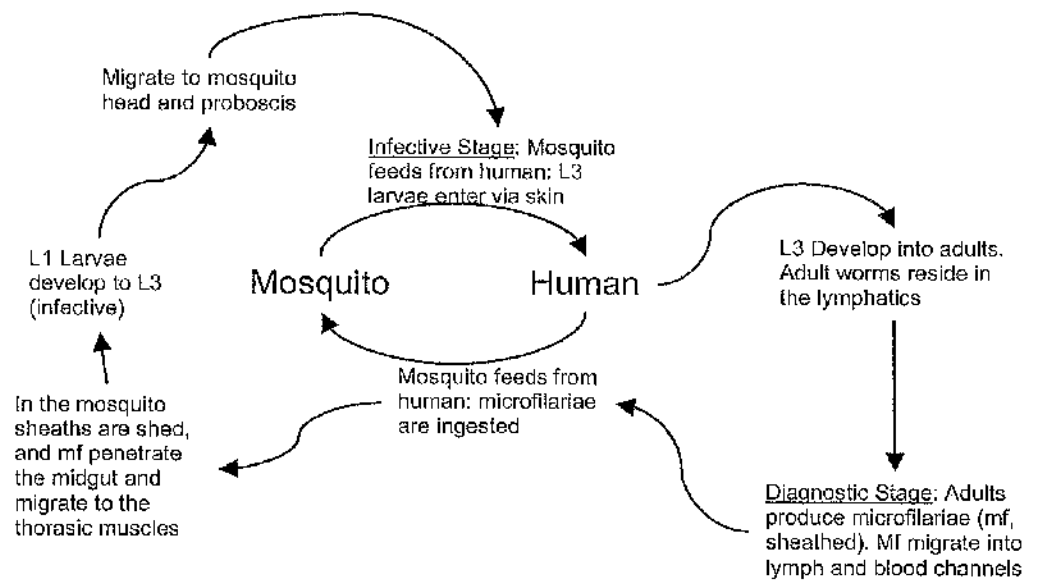 Migrate to mosquito
head and proboscis
Infective Stage: Mosquito
feeds from human: L3
larvae enter via skin
L1 Larvae
develop to L3
(infective)
Mosquito
Human
L3 Develop into adults.
Adult worms reside in
the lymphatics
Mosquito feeds from
human: microfilariae
are ingested
In the mosquito
sheaths are shed,
and mf penetrate
the midgut and
migrate to the
thorasic muscles
Diagnostic Stage: Adults
produce microfilariae (mf,
sheathed). Mf migrate into
lymph and blood channels